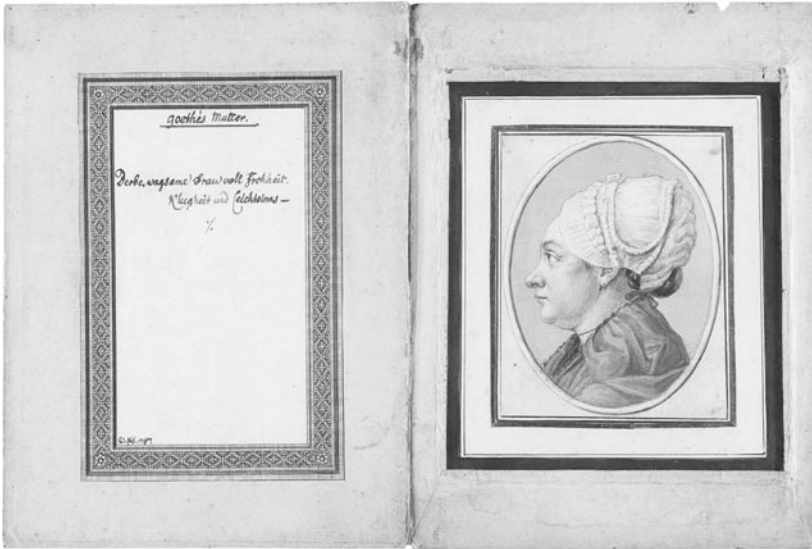 goethe's Mutter.
Derbe, wagsame Frau voll Frohheit,
Klugheit und Leichtsinns —